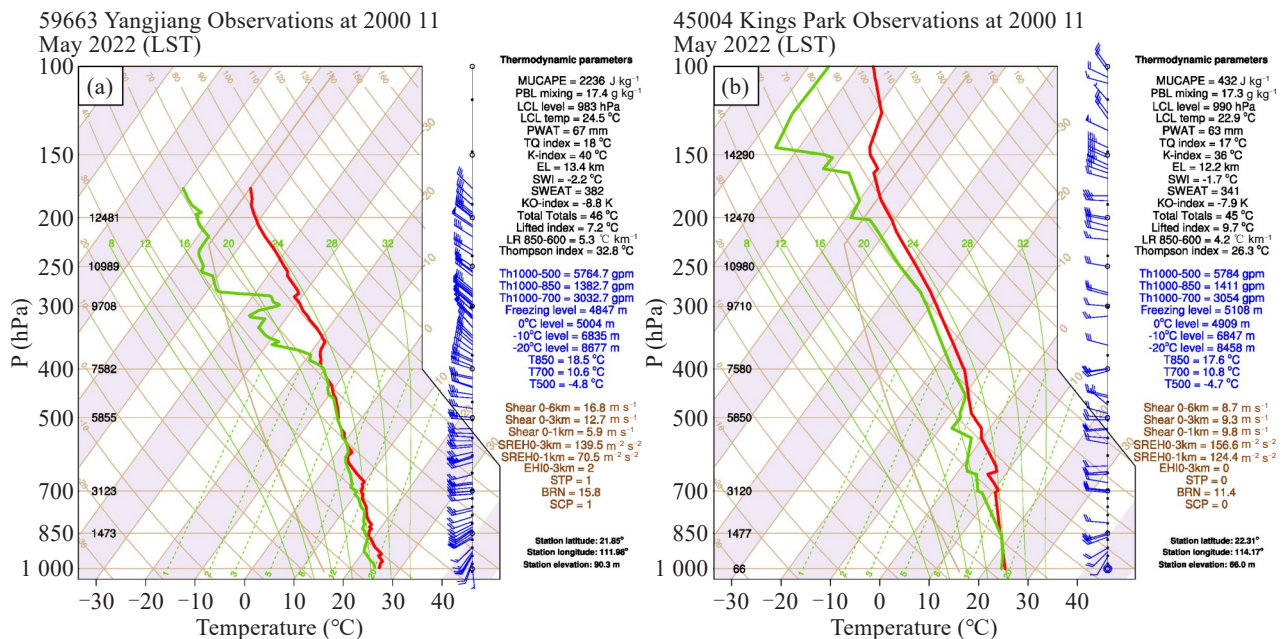 59663 Yangjiang Observations at 2000 11
May 2022 (LST)
(a)
P (hPa)
100
150
200
250
300
400
500
700
850
1 000
12481
10989
9708
7582
5855
3123
1473
8
12
16
20
24
28
32
1
2
3
5
8
12
20
−30
−20
−10
0
10
20
30
40
Temperature (℃)
Thermodynamic parameters
MUCAPE = 2236 J kg⁻¹
PBL mixing = 17.4 g kg⁻¹
LCL level = 983 hPa
LCL temp = 24.5 °C
PWAT = 67 mm
TQ index = 18 °C
K-index = 40 °C
EL = 13.4 km
SWI = -2.2 °C
SWEAT = 382
KO-index = -8.8 K
Total Totals = 46 °C
Lifted index = 7.2 °C
LR 850-600 = 5.3 ℃ km⁻¹
Thompson index = 32.8 °C
Th1000-500 = 5764.7 gpm
Th1000-850 = 1382.7 gpm
Th1000-700 = 3032.7 gpm
Freezing level = 4847 m
0°C level = 5004 m
-10°C level = 6835 m
-20°C level = 8677 m
T850 = 18.5 °C
T700 = 10.6 °C
T500 = -4.8 °C
Shear 0-6km = 16.8 m s⁻¹
Shear 0-3km = 12.7 m s⁻¹
Shear 0-1km = 5.9 m s⁻¹
SREH0-3km = 139.5 m⁻² s⁻²
SREH0-1km = 70.5 m⁻² s⁻²
EHI0-3km = 2
STP = 1
BRN = 15.8
SCP = 1
Station latitude: 21.85°
Station longitude: 111.98°
Station elevation: 90.3 m
45004 Kings Park Observations at 2000 11
May 2022 (LST)
(b)
P (hPa)
100
150
200
250
300
400
500
700
850
1 000
14290
12470
10980
9710
7580
5850
3120
1477
66
8
12
16
20
24
28
32
1
2
3
5
8
12
20
−30
−20
−10
0
10
20
30
40
Temperature (℃)
Thermodynamic parameters
MUCAPE = 432 J kg⁻¹
PBL mixing = 17.3 g kg⁻¹
LCL level = 990 hPa
LCL temp = 22.9 °C
PWAT = 63 mm
TQ index = 17 °C
K-index = 36 °C
EL = 12.2 km
SWI = -1.7 °C
SWEAT = 341
KO-index = -7.9 K
Total Totals = 45 °C
Lifted index = 9.7 °C
LR 850-600 = 4.2 ℃ km⁻¹
Thompson index = 26.3 °C
Th1000-500 = 5784 gpm
Th1000-850 = 1411 gpm
Th1000-700 = 3054 gpm
Freezing level = 5108 m
0°C level = 4909 m
-10°C level = 6847 m
-20°C level = 8458 m
T850 = 17.6 °C
T700 = 10.8 °C
T500 = -4.7 °C
Shear 0-6km = 8.7 m s⁻¹
Shear 0-3km = 9.3 m s⁻¹
Shear 0-1km = 9.8 m s⁻¹
SREH0-3km = 156.6 m⁻² s⁻²
SREH0-1km = 124.4 m⁻² s⁻²
EHI0-3km = 0
STP = 0
BRN = 11.4
SCP = 0
Station latitude: 22.31°
Station longitude: 114.17°
Station elevation: 66.0 m